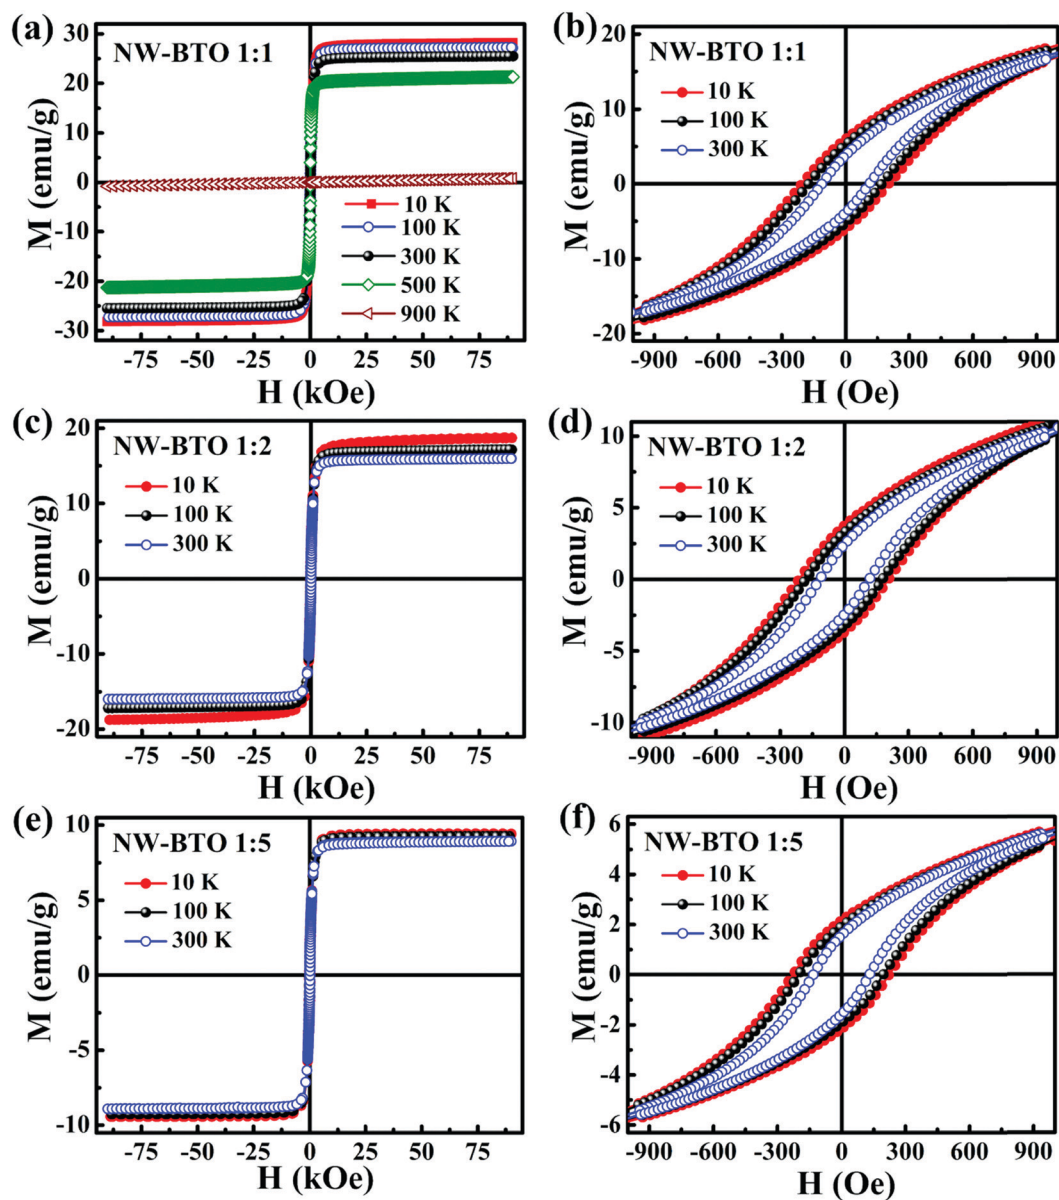 (a)
NW-BTO 1:1
M (emu/g)
30
20
10
0
-10
-20
-30
10 K
100 K
300 K
500 K
900 K
-75 -50 -25 0 25 50 75
H (kOe)
(b)
NW-BTO 1:1
M (emu/g)
20
10
0
-10
-20
10 K
100 K
300 K
-900 -600 -300 0 300 600 900
H (Oe)
(c)
NW-BTO 1:2
M (emu/g)
20
10
0
-10
-20
10 K
100 K
300 K
-75 -50 -25 0 25 50 75
H (kOe)
(d)
NW-BTO 1:2
M (emu/g)
10
5
0
-5
-10
10 K
100 K
300 K
-900 -600 -300 0 300 600 900
H (Oe)
(e)
NW-BTO 1:5
M (emu/g)
10
5
0
-5
-10
10 K
100 K
300 K
-75 -50 -25 0 25 50 75
H (kOe)
(f)
NW-BTO 1:5
M (emu/g)
6
4
2
0
-2
-4
-6
10 K
100 K
300 K
-900 -600 -300 0 300 600 900
H (Oe)